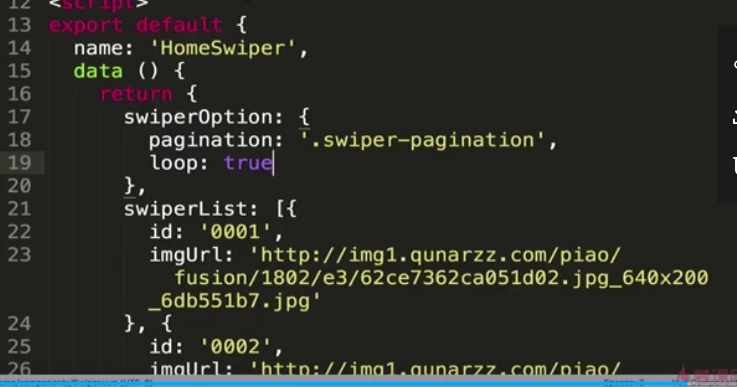 12 <script>
13 export default {
14 name: 'HomeSwiper',
15 data () {
16 return {
17 swiperOption: {
18 pagination: '.swiper-pagination',
19 loop: true
20 },
21 swiperList: [{
22 id: '0001',
23 imgUrl: 'http://img1.qunarzz.com/piao/
fusion/1802/e3/62ce7362ca051d02.jpg_640x200
_6db551b7.jpg'
24 }, {
25 id: '0002',
26 imgUrl: 'http://img1.qunarzz.com/piao/